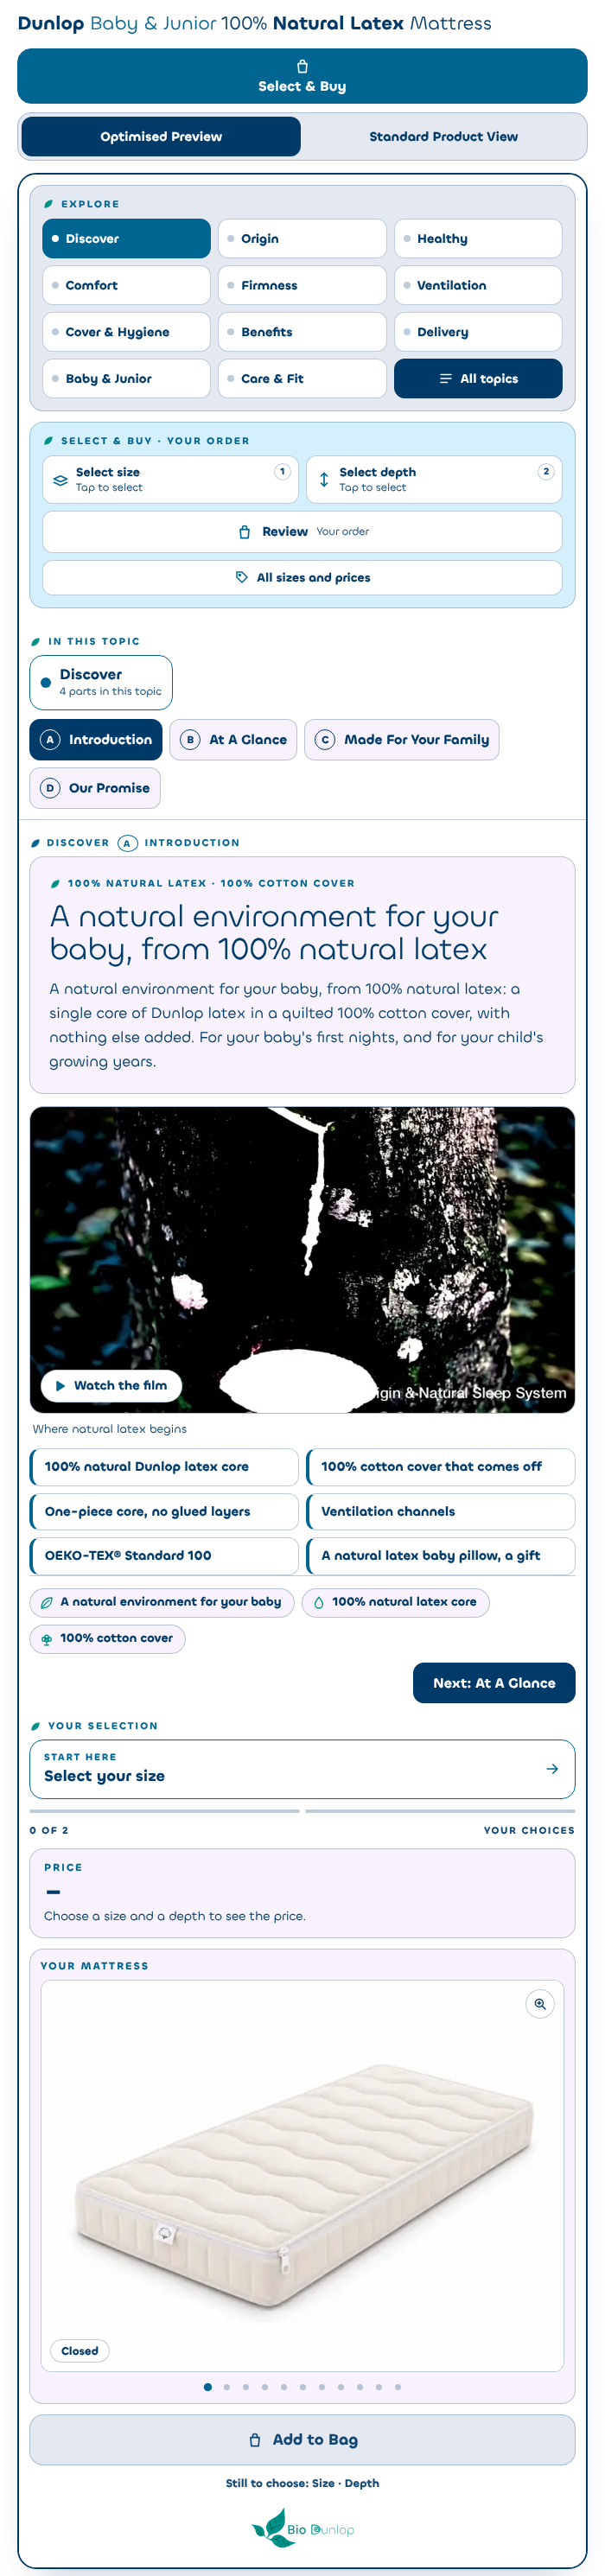 Dunlop Baby & Junior 100% Natural Latex Mattress
Select & Buy
Optimised Preview
Standard Product View
EXPLORE
Discover
Origin
Healthy
Comfort
Firmness
Ventilation
Cover & Hygiene
Benefits
Delivery
Baby & Junior
Care & Fit
All topics
SELECT & BUY · YOUR ORDER
Select size
Tap to select
1
Select depth
Tap to select
2
Review Your order
All sizes and prices
IN THIS TOPIC
Discover
4 parts in this topic
A Introduction
B At A Glance
C Made For Your Family
D Our Promise
DISCOVER A INTRODUCTION
100% NATURAL LATEX · 100% COTTON COVER
A natural environment for your
baby, from 100% natural latex
A natural environment for your baby, from 100% natural latex: a
single core of Dunlop latex in a quilted 100% cotton cover, with
nothing else added. For your baby's first nights, and for your child's
growing years.
Watch the film
igin & Natural Sleep System
Where natural latex begins
100% natural Dunlop latex core
100% cotton cover that comes off
One-piece core, no glued layers
Ventilation channels
OEKO-TEX® Standard 100
A natural latex baby pillow, a gift
A natural environment for your baby
100% natural latex core
100% cotton cover
Next: At A Glance
YOUR SELECTION
START HERE
Select your size
0 OF 2
YOUR CHOICES
PRICE
–
Choose a size and a depth to see the price.
YOUR MATTRESS
Closed
Add to Bag
Still to choose: Size · Depth
Bio Dunlop